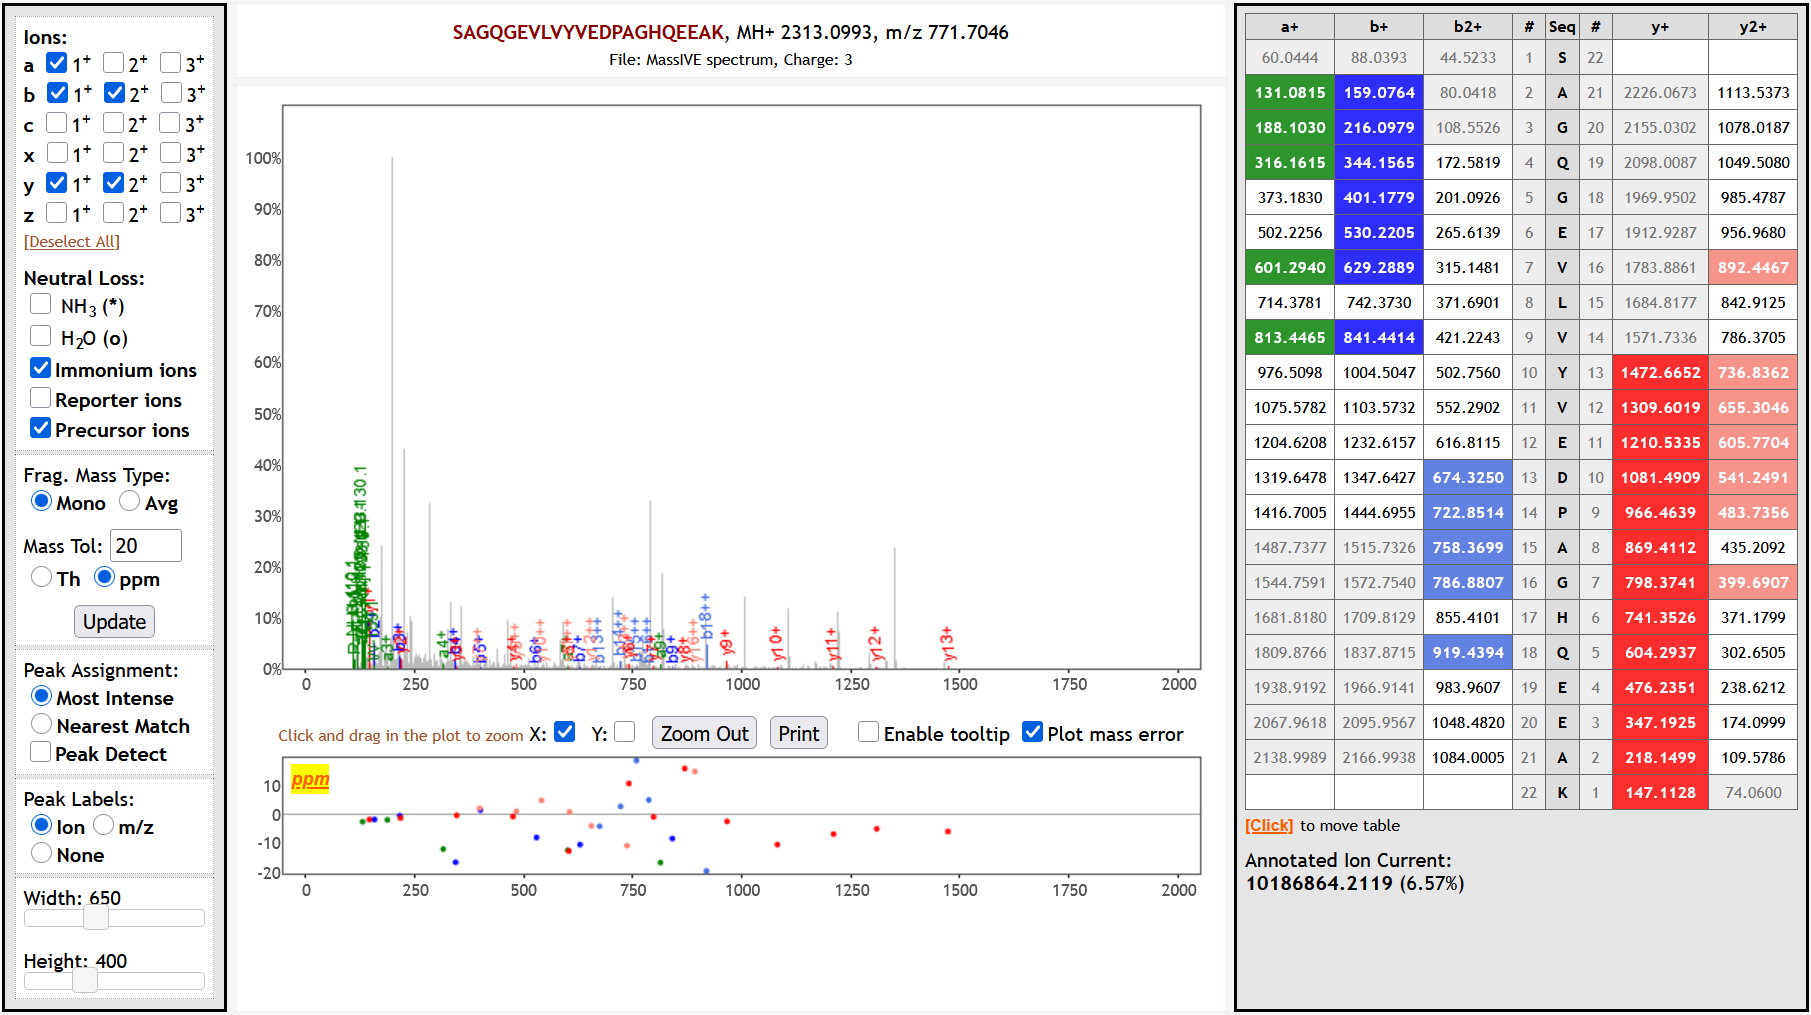 Ions:
a 1+ 2+ 3+
b 1+ 2+ 3+
c 1+ 2+ 3+
x 1+ 2+ 3+
y 1+ 2+ 3+
z 1+ 2+ 3+
[Deselect All]
Neutral Loss:
NH3 (*)
H2O (o)
Immonium ions
Reporter ions
Precursor ions
Frag. Mass Type:
Mono Avg
Mass Tol: 20
Th ppm
Update
Peak Assignment:
Most Intense
Nearest Match
Peak Detect
Peak Labels:
Ion m/z
None
Width: 650
Height: 400
SAGQGEVLVYVEDPAGHQEEAK, MH+ 2313.0993, m/z 771.7046
File: MassIVE spectrum, Charge: 3
100%
90%
80%
70%
60%
50%
40%
30%
20%
10%
0%
a3+ a4+ b5+ b6+ b7+ b13++ a9+ b9+ y8+ b18++ y9+ y10+ y11+ y12+ y13+
0 250 500 750 1000 1250 1500 1750 2000
Click and drag in the plot to zoom X: Y: Zoom Out Print Enable tooltip Plot mass error
ppm
10
0
-10
-20
0 250 500 750 1000 1250 1500 1750 2000
a+ b+ b2+ # Seq # y+ y2+
60.0444 88.0393 44.5233 1 S 22
131.0815 159.0764 80.0418 2 A 21 2226.0673 1113.5373
188.1030 216.0979 108.5526 3 G 20 2155.0302 1078.0187
316.1615 344.1565 172.5819 4 Q 19 2098.0087 1049.5080
373.1830 401.1779 201.0926 5 G 18 1969.9502 985.4787
502.2256 530.2205 265.6139 6 E 17 1912.9287 956.9680
601.2940 629.2889 315.1481 7 V 16 1783.8861 892.4467
714.3781 742.3730 371.6901 8 L 15 1684.8177 842.9125
813.4465 841.4414 421.2243 9 V 14 1571.7336 786.3705
976.5098 1004.5047 502.7560 10 Y 13 1472.6652 736.8362
1075.5782 1103.5732 552.2902 11 V 12 1309.6019 655.3046
1204.6208 1232.6157 616.8115 12 E 11 1210.5335 605.7704
1319.6478 1347.6427 674.3250 13 D 10 1081.4909 541.2491
1416.7005 1444.6955 722.8514 14 P 9 966.4639 483.7356
1487.7377 1515.7326 758.3699 15 A 8 869.4112 435.2092
1544.7591 1572.7540 786.8807 16 G 7 798.3741 399.6907
1681.8180 1709.8129 855.4101 17 H 6 741.3526 371.1799
1809.8766 1837.8715 919.4394 18 Q 5 604.2937 302.6505
1938.9192 1966.9141 983.9607 19 E 4 476.2351 238.6212
2067.9618 2095.9567 1048.4820 20 E 3 347.1925 174.0999
2138.9989 2166.9938 1084.0005 21 A 2 218.1499 109.5786
22 K 1 147.1128 74.0600
[Click] to move table
Annotated Ion Current:
10186864.2119 (6.57%)